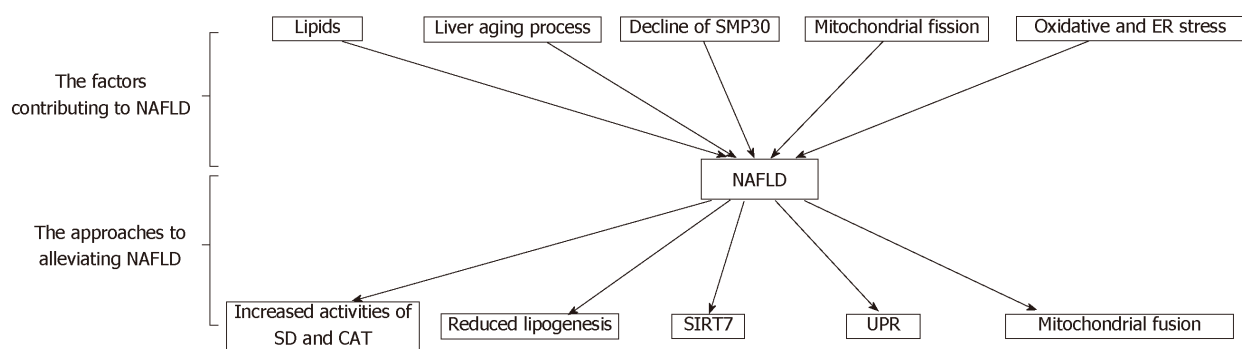 Lipids
Liver aging process
Decline of SMP30
Mitochondrial fission
Oxidative and ER stress
The factors
contributing to NAFLD
NAFLD
The approaches to
alleviating NAFLD
Increased activities of
SD and CAT
Reduced lipogenesis
SIRT7
UPR
Mitochondrial fusion